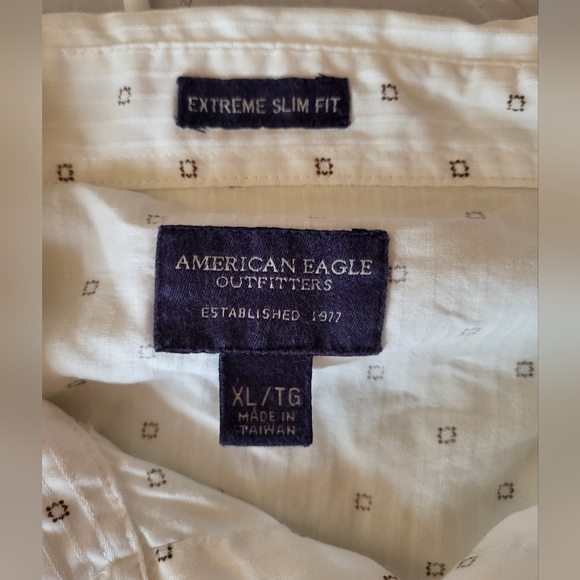 EXTREME SLIM FIT
AMERICAN EAGLE
OUTFITTERS
ESTABLISHED 1977
XL/TG
MADE IN
TAIWAN